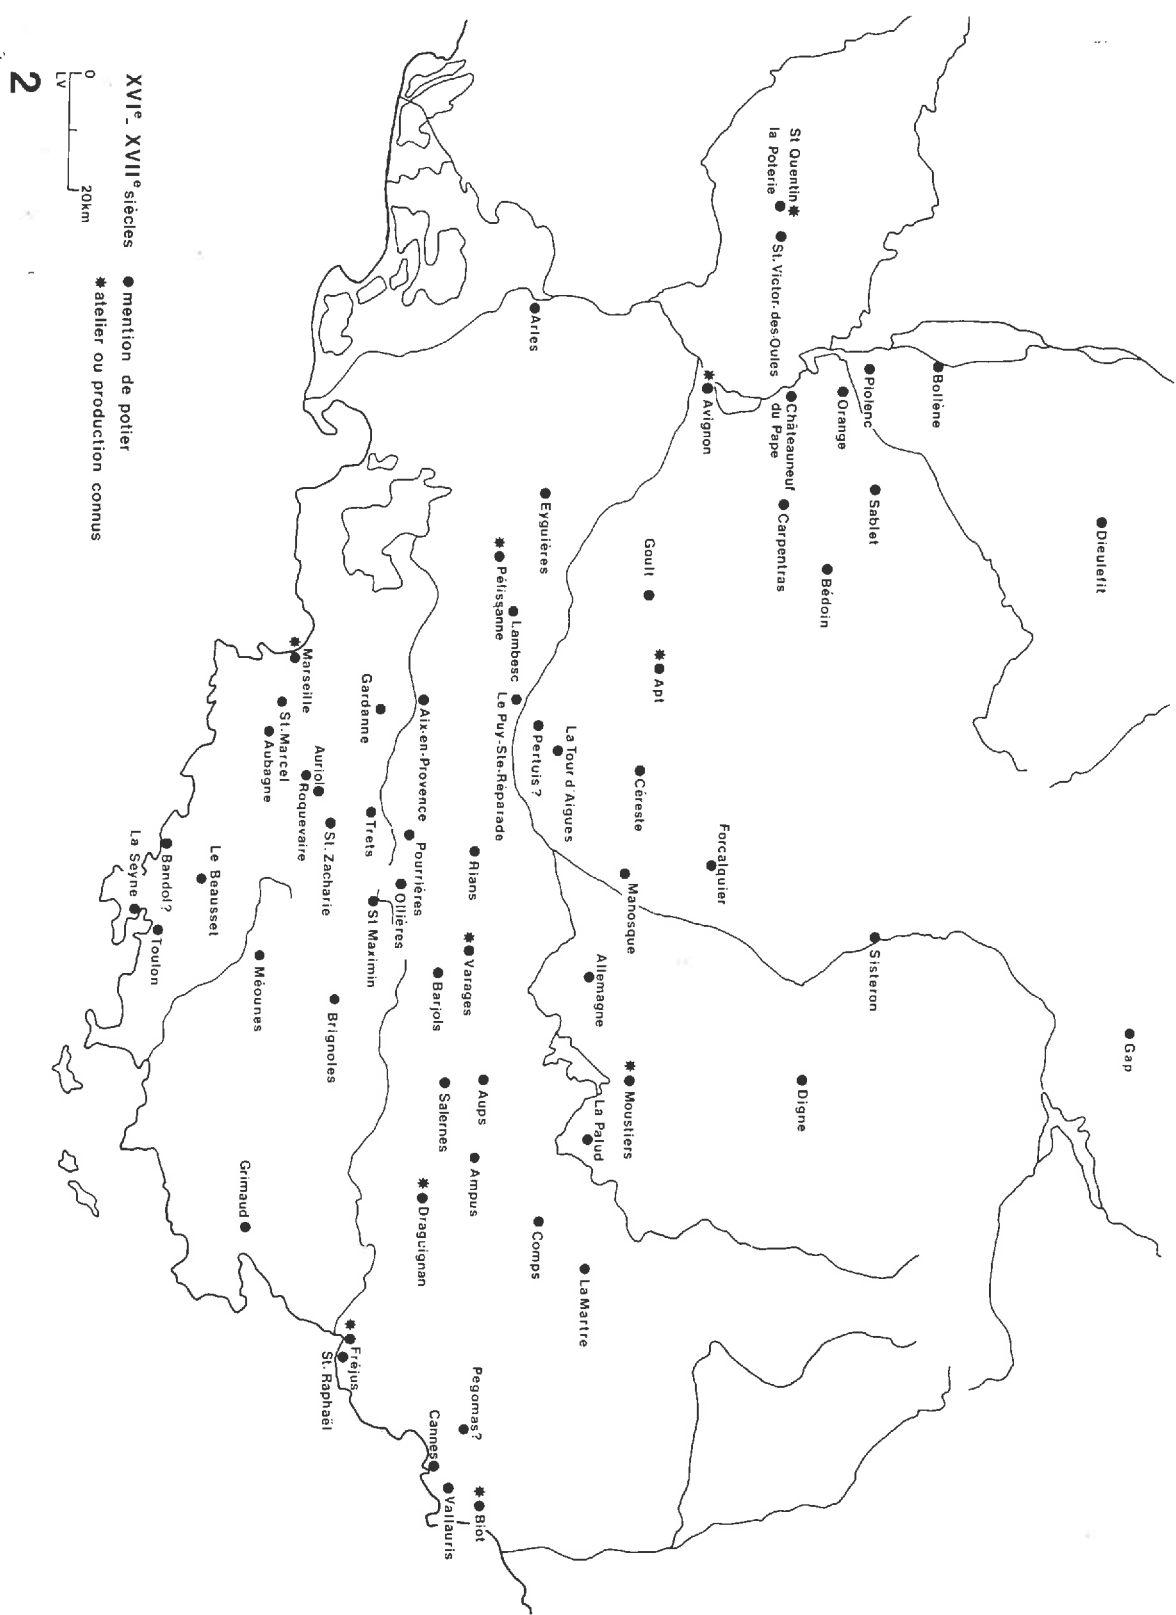 Dieulefit
Gap
Bollène
Piolenc
Orange
Sablet
Bédoin
St Quentin
la Poterie
St. Victor. des. Oules
Châteauneuf
du Pape
Carpentras
Sisteron
Digne
Forcalquier
Avignon
Goult
Apt
Céreste
Manosque
Moustiers
La Palud
Allemagne
La Martre
La Tour d'Aigues
Pertuis?
Comps
Arles
Eyguières
Lambesc
Pélissanne
Le Puy-Ste-Réparade
Rians
Varages
Aups
Ampus
Pegomas?
Biot
Barjols
Salernes
Vallauris
Cannes
Draguignan
Aix-en-Provence
Pourrières
Ollières
St Maximin
Gardanne
Trets
Fréjus
St. Raphaël
Brignoles
St. Zacharie
Auriol
Roquevaire
Marseille
St. Marcel
Aubagne
Méounes
Grimaud
Le Beausset
Bandol?
Toulon
La Seyne
XVIe_ XVIIe siècles ● mention de potier
✷ atelier ou production connus
0 20km
LV
2